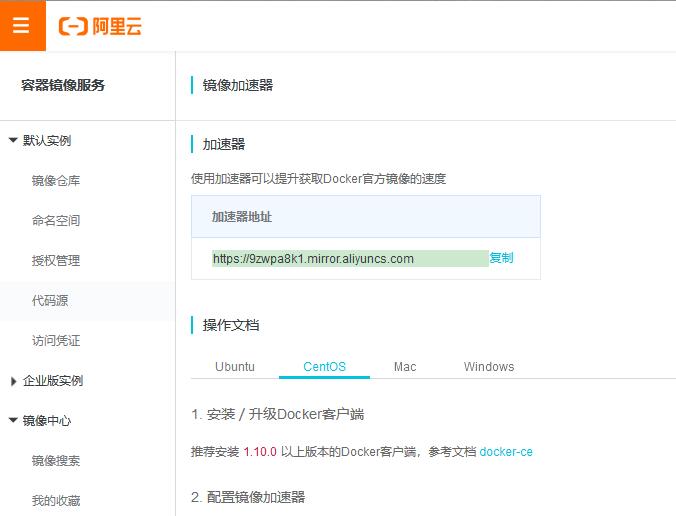 阿里云
容器镜像服务
默认实例
镜像仓库
命名空间
授权管理
代码源
访问凭证
企业版实例
镜像中心
镜像搜索
我的收藏
镜像加速器
加速器
使用加速器可以提升获取Docker官方镜像的速度
加速器地址
https://9zwpa8k1.mirror.aliyuncs.com 复制
操作文档
Ubuntu CentOS Mac Windows
1. 安装 / 升级Docker客户端
推荐安装 1.10.0 以上版本的Docker客户端，参考文档 docker-ce
2. 配置镜像加速器